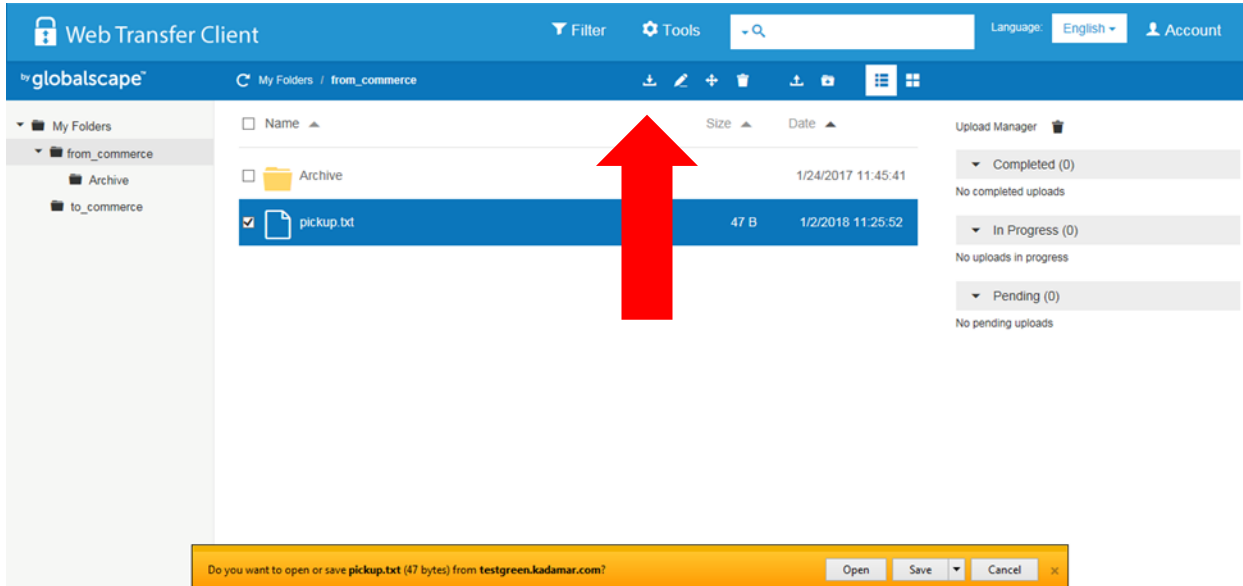 Web Transfer Client
Filter
Tools
Language:
English
Account
by globalscape
My Folders / from_commerce
My Folders
from_commerce
Archive
to_commerce
Name
Size
Date
Archive
1/24/2017 11:45:41
pickup.txt
47 B
1/2/2018 11:25:52
Upload Manager
Completed (0)
No completed uploads
In Progress (0)
No uploads in progress
Pending (0)
No pending uploads
Do you want to open or save pickup.txt (47 bytes) from testgreen.kadamar.com?
Open
Save
Cancel